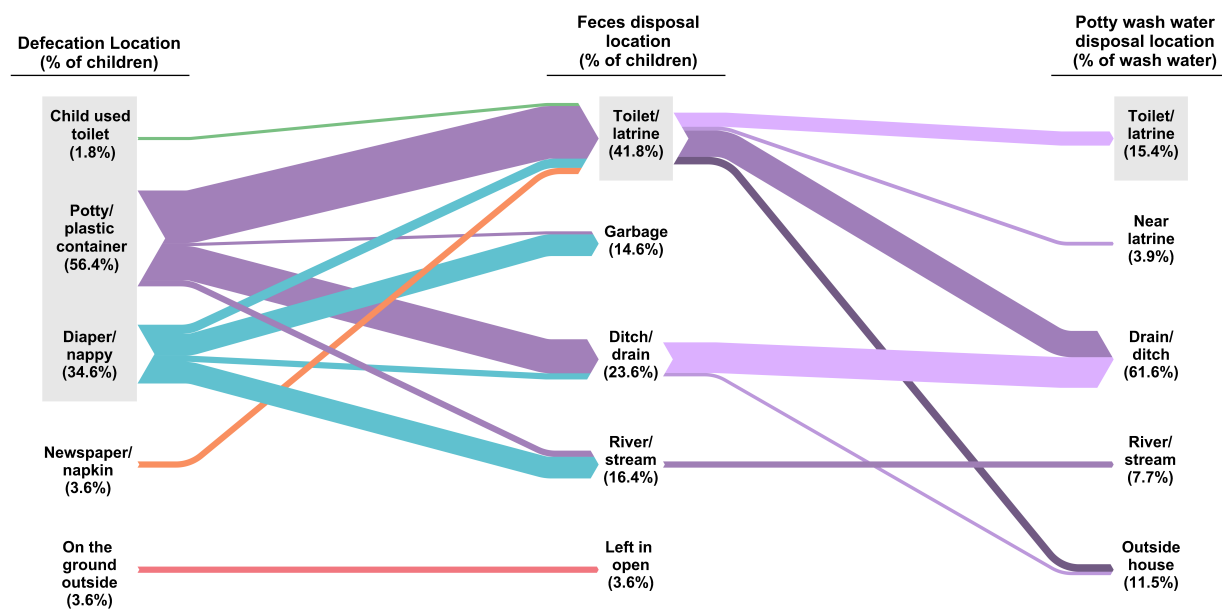 Defecation Location
(% of children)
Child used
toilet
(1.8%)
Potty/
plastic
container
(56.4%)
Diaper/
nappy
(34.6%)
Newspaper/
napkin
(3.6%)
On the
ground
outside
(3.6%)
Feces disposal
location
(% of children)
Toilet/
latrine
(41.8%)
Garbage
(14.6%)
Ditch/
drain
(23.6%)
River/
stream
(16.4%)
Left in
open
(3.6%)
Potty wash water
disposal location
(% of wash water)
Toilet/
latrine
(15.4%)
Near
latrine
(3.9%)
Drain/
ditch
(61.6%)
River/
stream
(7.7%)
Outside
house
(11.5%)